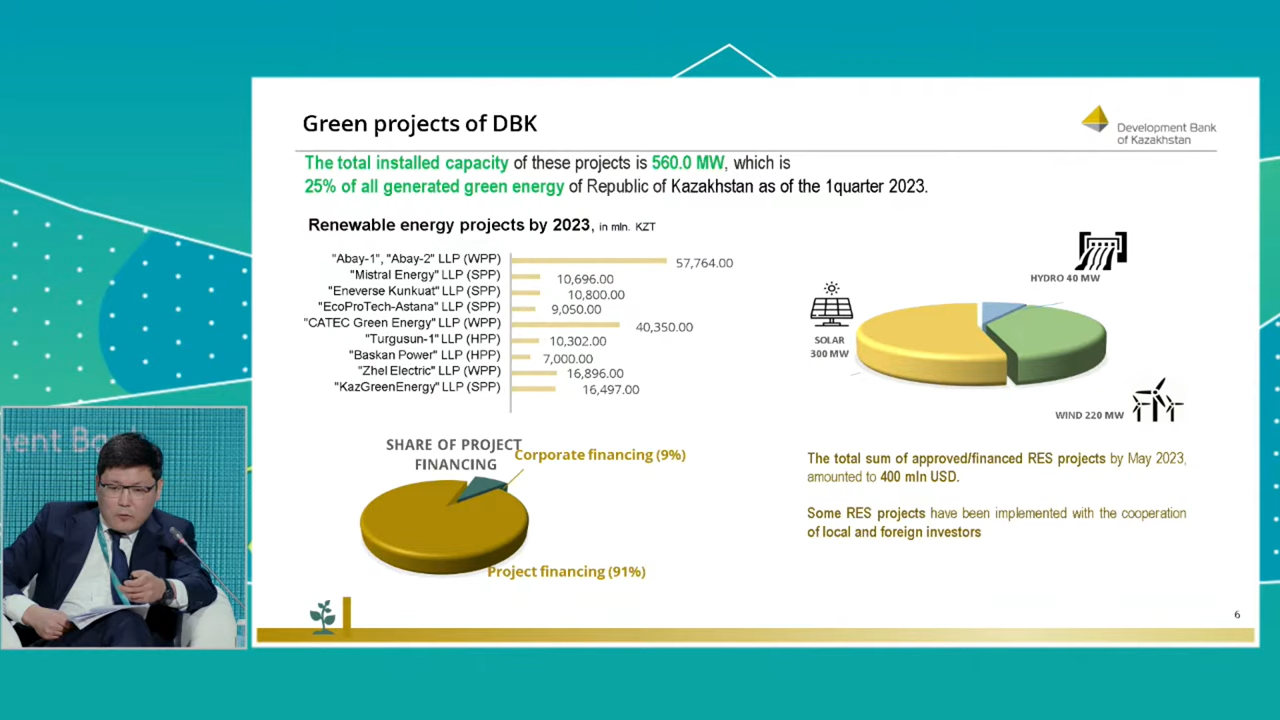 Green projects of DBK
Development Bank
of Kazakhstan
The total installed capacity of these projects is 560.0 MW, which is
25% of all generated green energy of Republic of Kazakhstan as of the 1quarter 2023.
Renewable energy projects by 2023, in mln. KZT
"Abay-1", "Abay-2" LLP (WPP) 57,764.00
"Mistral Energy" LLP (SPP) 10,696.00
"Eneverse Kunkuat" LLP (SPP) 10,800.00
"EcoProTech-Astana" LLP (SPP) 9,050.00
"CATEC Green Energy" LLP (WPP) 40,350.00
"Turgusun-1" LLP (HPP) 10,302.00
"Baskan Power" LLP (HPP) 7,000.00
"Zhel Electric" LLP (WPP) 16,896.00
"KazGreenEnergy" LLP (SPP) 16,497.00
HYDRO 40 MW
SOLAR
300 MW
WIND 220 MW
SHARE OF PROJECT
FINANCING
Corporate financing (9%)
Project financing (91%)
The total sum of approved/financed RES projects by May 2023,
amounted to 400 mln USD.
Some RES projects have been implemented with the cooperation
of local and foreign investors
6
ment Ba